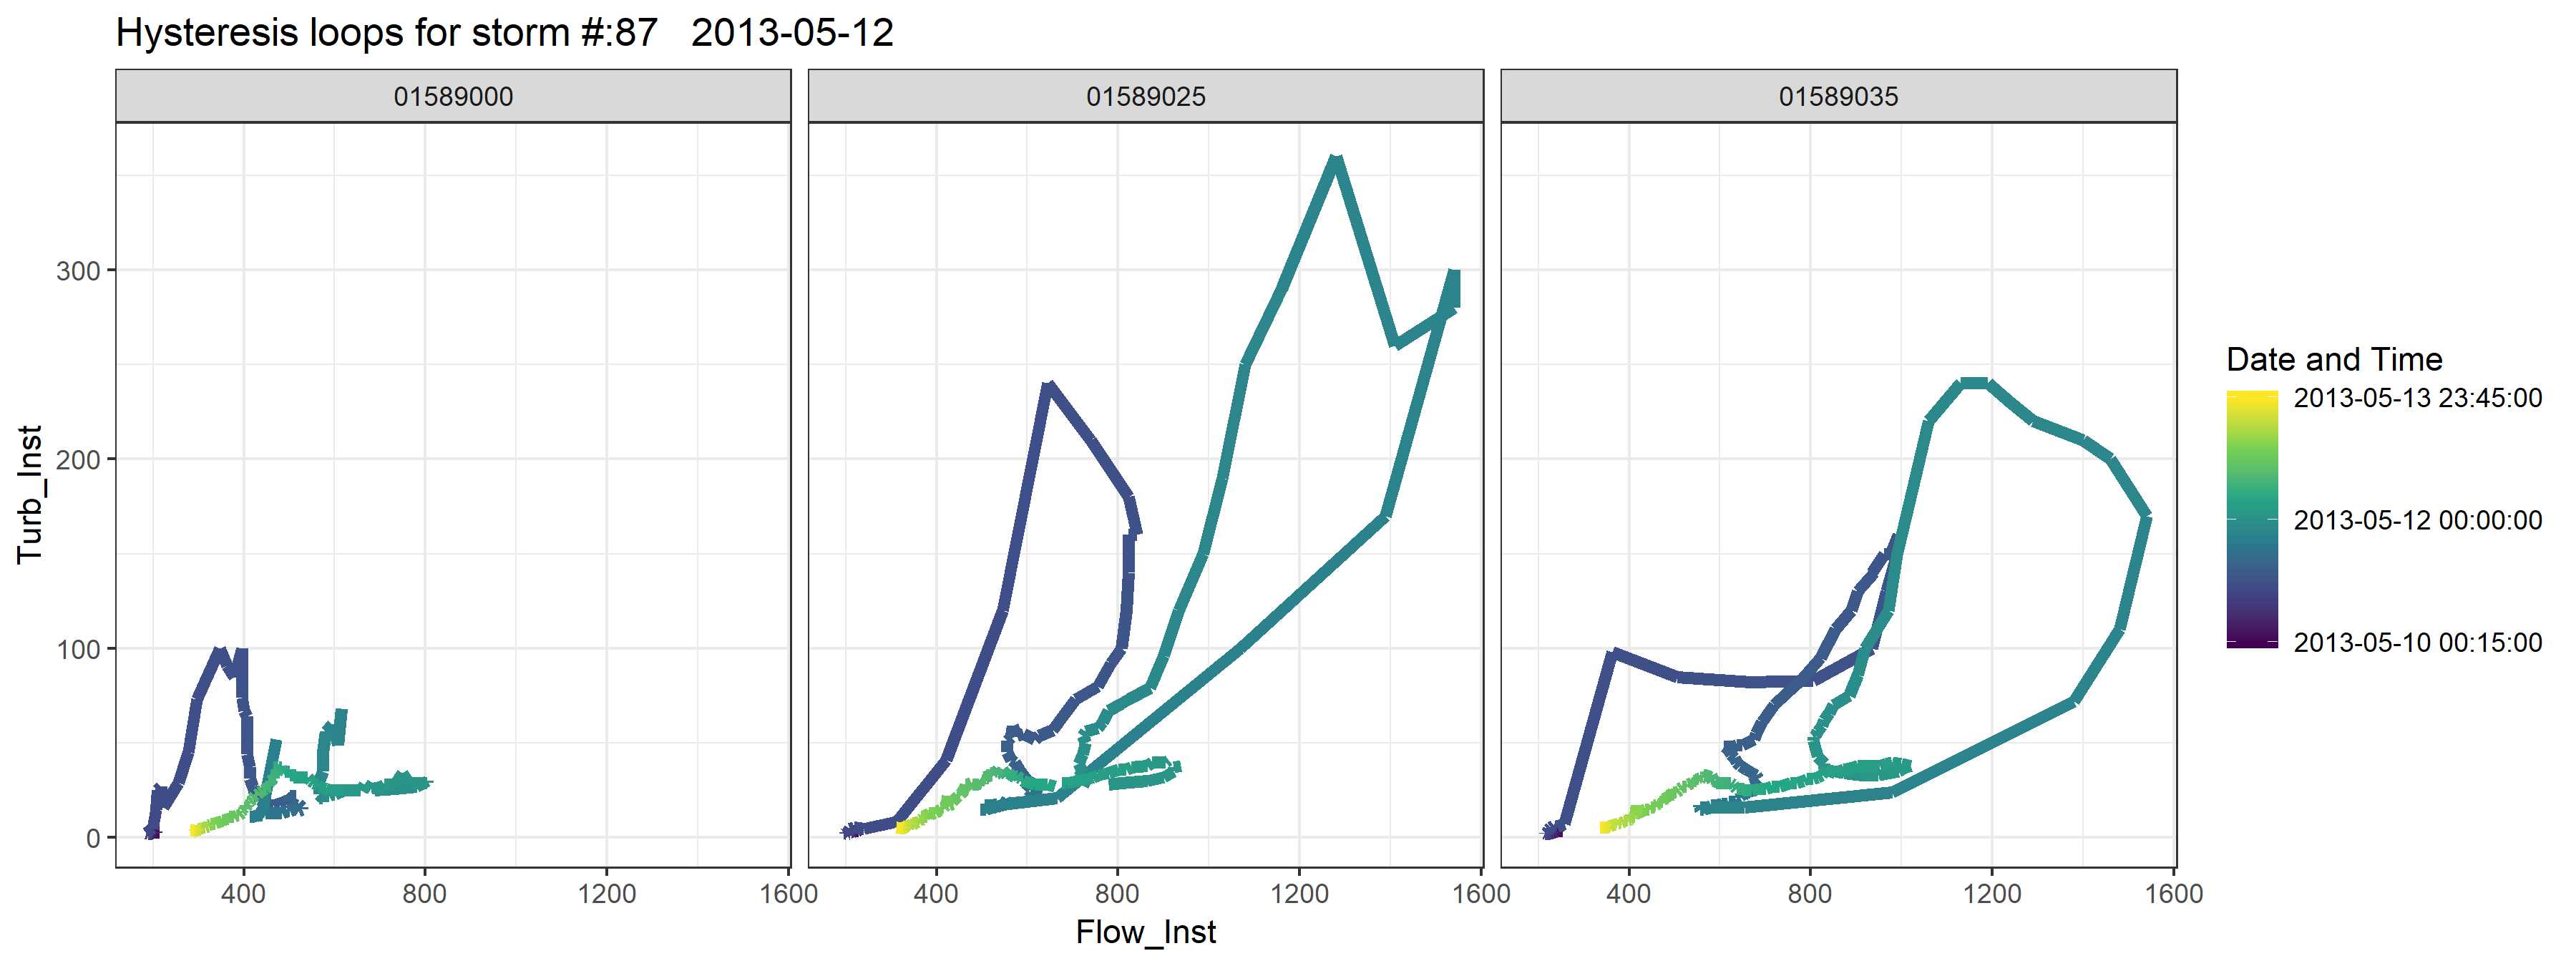 Hysteresis loops for storm #:87   2013-05-12
01589000 01589025 01589035
Turb_Inst
300
200
100
0
400 800 1200 1600 400 800 1200 1600 400 800 1200 1600
Flow_Inst
Date and Time
2013-05-13 23:45:00
2013-05-12 00:00:00
2013-05-10 00:15:00